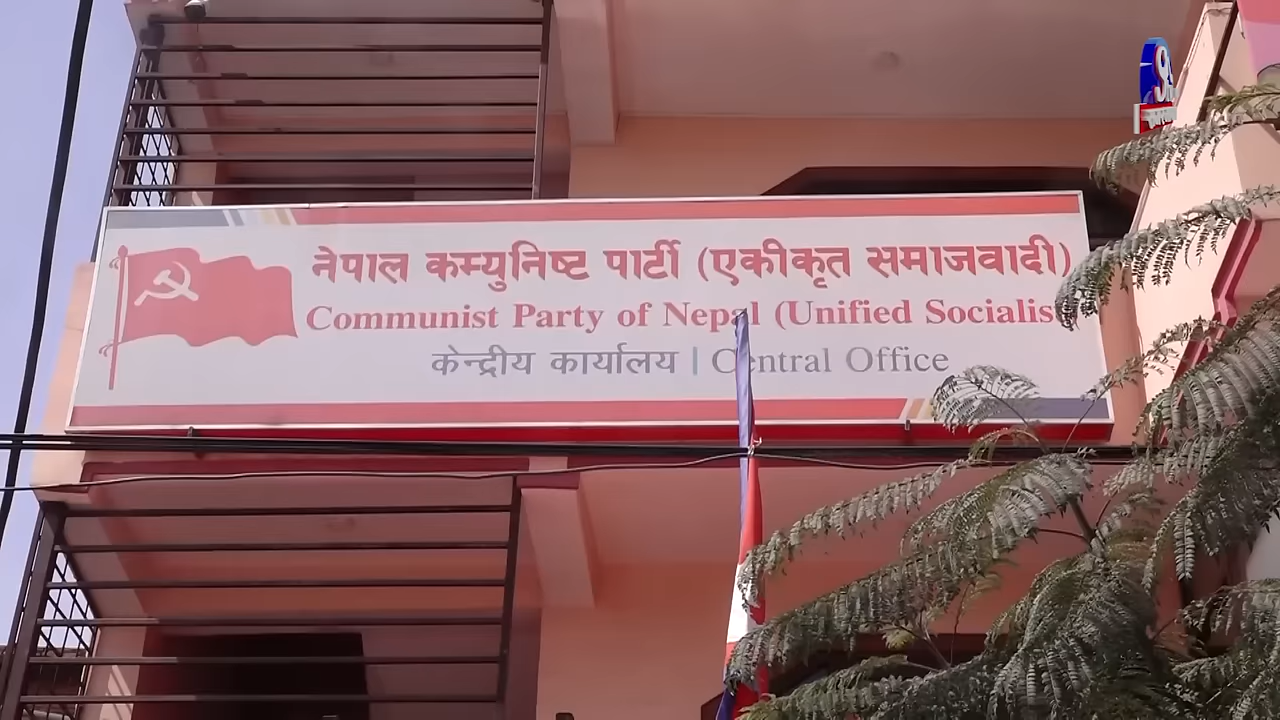 नेपाल कम्युनिष्ट पार्टी (एकीकृत समाजवादी)
Communist Party of Nepal (Unified Socialis
केन्द्रीय कार्यालय | Central Office